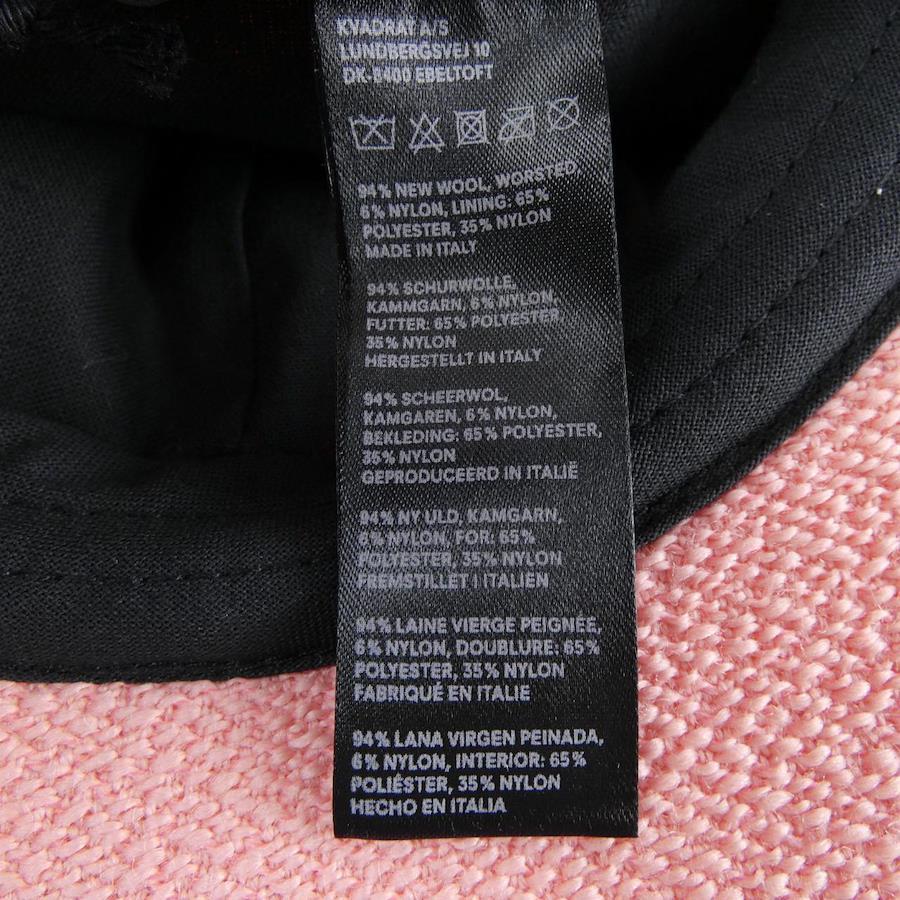 KVADRAT A/S
LUNDBERGSVEJ 10
DK-8400 EBELTOFT
94% NEW WOOL, WORSTED,
6% NYLON, LINING: 65%
POLYESTER, 35% NYLON
MADE IN ITALY
94% SCHURWOLLE,
KAMMGARN, 6% NYLON,
FUTTER: 65% POLYESTER,
35% NYLON
HERGESTELLT IN ITALY
94% SCHEERWOL,
KAMGAREN, 6% NYLON,
BEKLEDING: 65% POLYESTER,
35% NYLON
GEPRODUCEERD IN ITALIË
94% NY ULD, KAMGARN,
6% NYLON, FOR: 65%
POLYESTER, 35% NYLON
FREMSTILLET I ITALIEN
94% LAINE VIERGE PEIGNÉE,
6% NYLON, DOUBLURE: 65%
POLYESTER, 35% NYLON
FABRIQUÉ EN ITALIE
94% LANA VIRGEN PEINADA,
6% NYLON, INTERIOR: 65%
POLIÉSTER, 35% NYLON
HECHO EN ITALIA